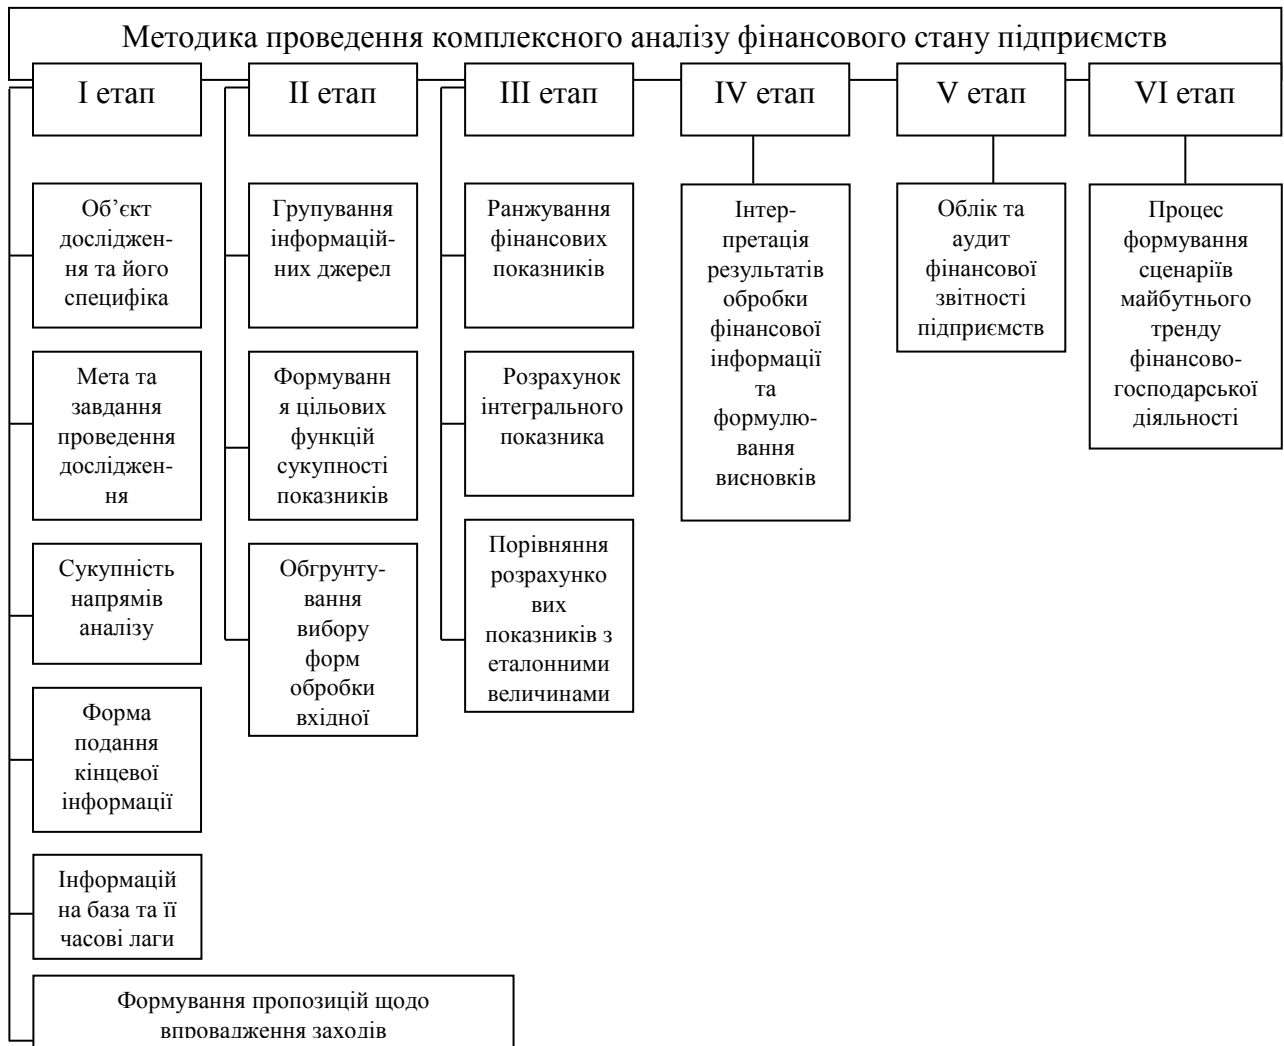 Методика проведення комплексного аналізу фінансового стану підприємств
І етап
ІІ етап
ІІІ етап
IV етап
V етап
VI етап
Об’єкт
дослідžен-
ня та його
специфіка
Мета та
завдання
проведення
дослідžен-
ня
Сукупність
напрямів
аналізу
Форма
подання
кінцевої
інформації
Інформацій
на база та її
часові лаги
Формування пропозицій щодо
впровадження заходів
Групування
інформацій-
них джерел
Формуванн
я цільових
функцій
сукупності
показників
Обгрунту-
вання
вибору
форм
обробки
вхідної
Ранжування
фінансових
показників
Розрахунок
інтегрального
показника
Порівняння
розрахунко
вих
показників з
еталонними
величинами
Інтер-
претація
результатів
обробки
фінансової
інформації
та
формулю-
вання
висновків
Облік та
аудит
фінансової
звітності
підприємств
Процес
формування
сценаріїв
майбутнього
тренду
фінансово-
господарської
діяльності